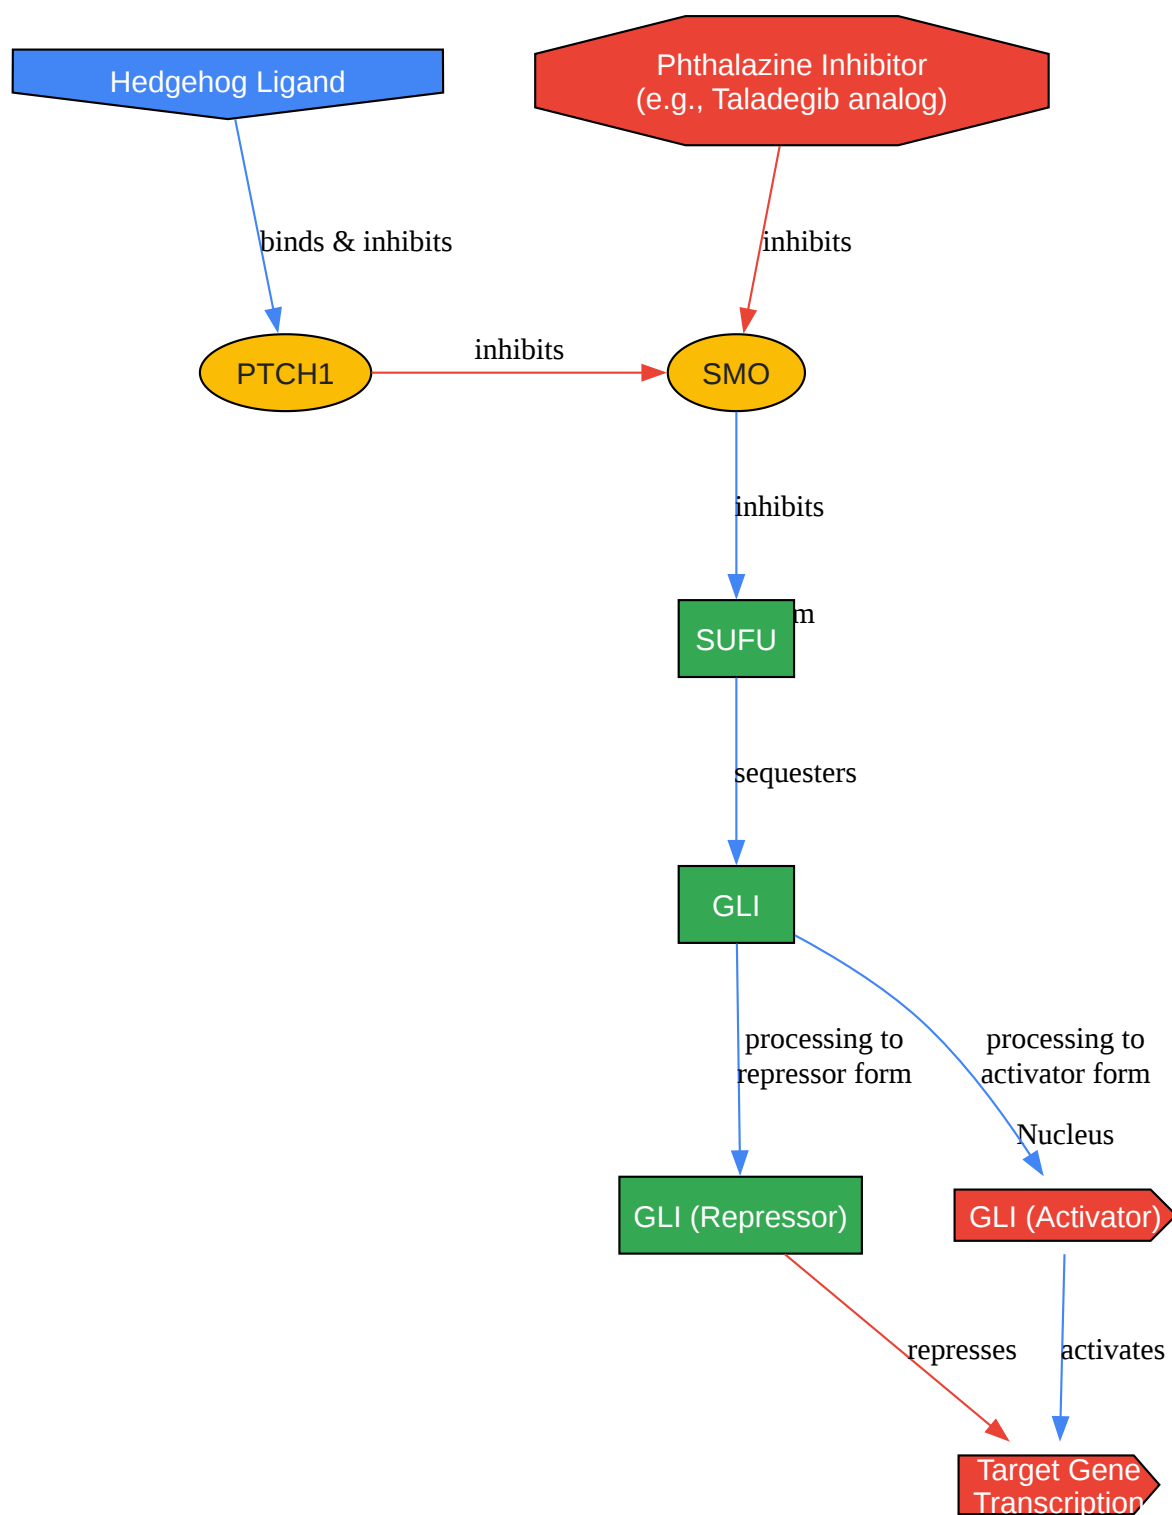 Hedgehog Ligand
Phthalazine Inhibitor
(e.g., Taladegib analog)
binds & inhibits
inhibits
PTCH1
inhibits
SMO
inhibits
m
SUFU
sequesters
GLI
processing to
repressor form
processing to
activator form
Nucleus
GLI (Repressor)
GLI (Activator)
represses
activates
Target Gene
Transcription